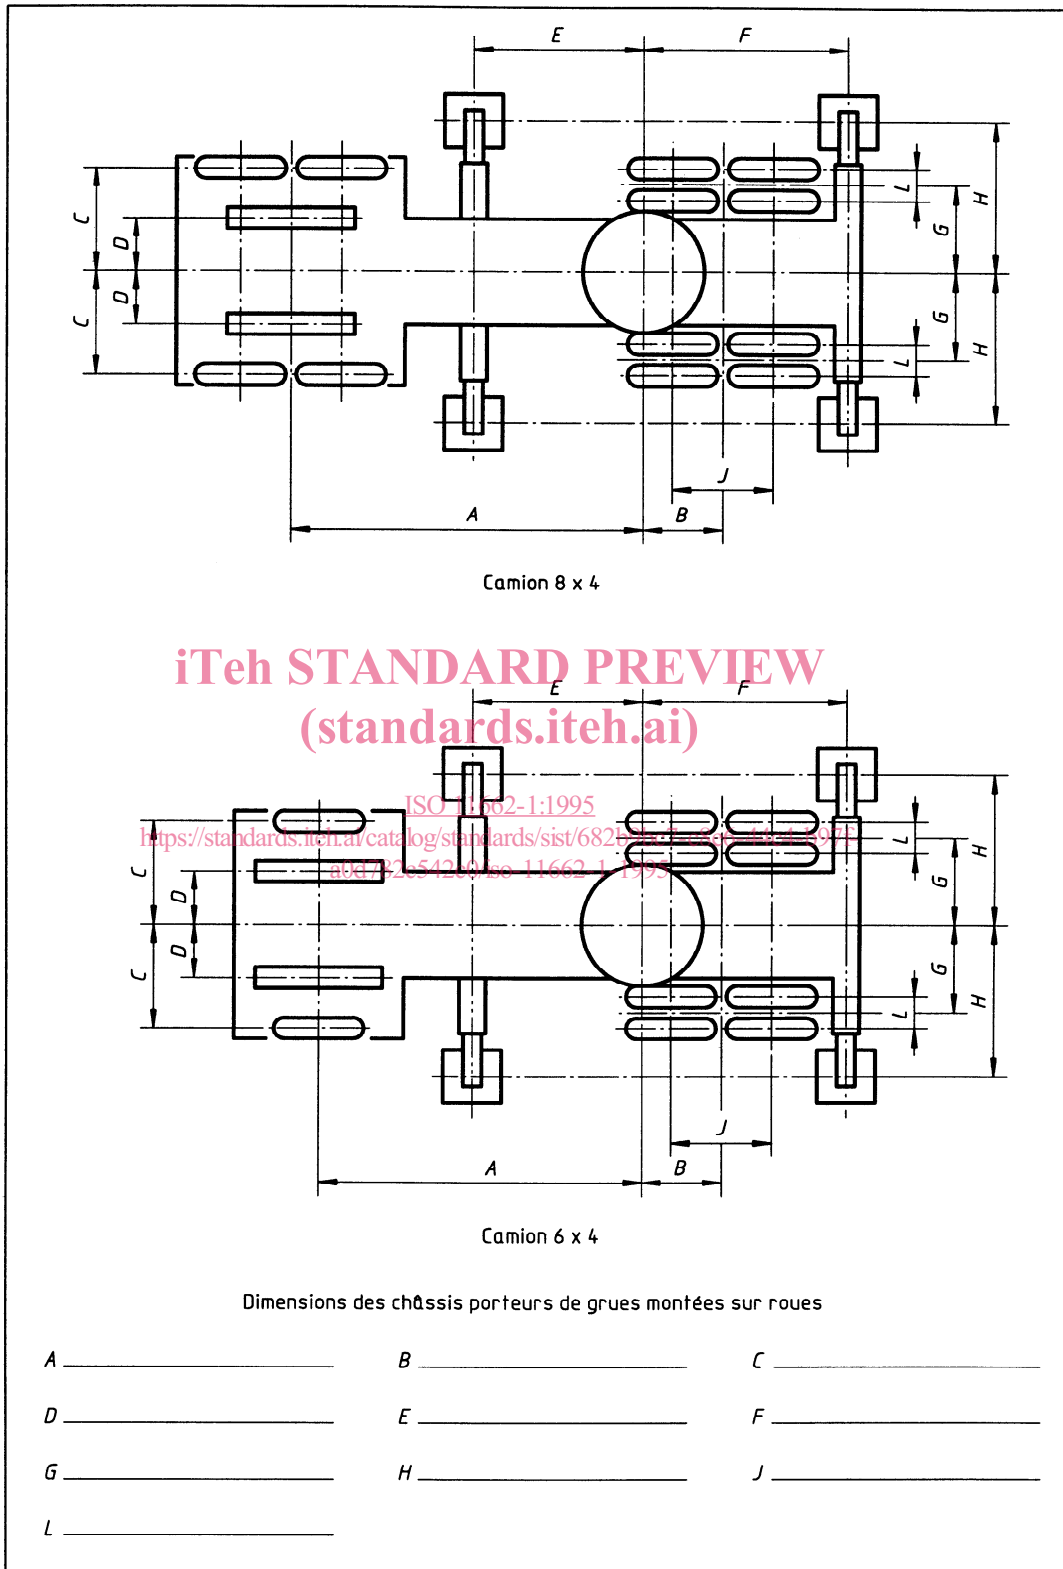 E F
C D D C
L G H
G L H
J
A B
Camion 8 x 4
iTeh STANDARD PREVIEW
E F
(standards.iteh.ai)
ISO 11662-1:1995
C D D C
L G H
G L H
J
A B
Camion 6 x 4
Dimensions des châssis porteurs de grues montées sur roues
A B C
D E F
G H J
L